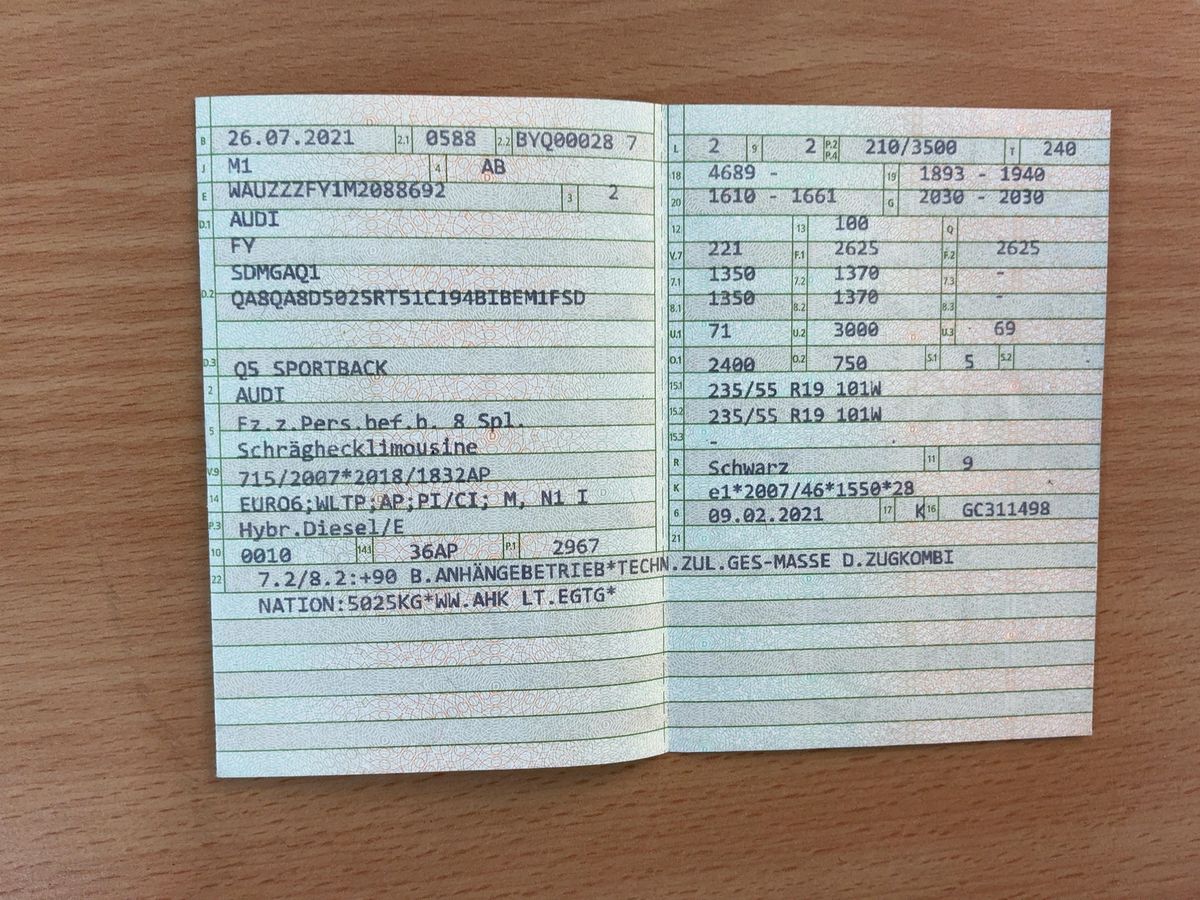 B 26.07.2021 2.1 0588 2.2 BYQ00028 7
J M1 4 AB
E WAUZZZFY1M2088692 3 2
D.1 AUDI
FY
SDMGAQ1
D.2 QA8QA8D5025RT51C194BIBEM1FSD
D.3 Q5 SPORTBACK
2 AUDI
5 Fz.z.Pers.bef.b. 8 Spl.
Schräghecklimousine
V.9 715/2007*2018/1832AP
14 EURO6;WLTP;AP;PI/CI; M, N1 I
P.3 Hybr.Diesel/E
10 0010 14.1 36AP P.1 2967
22 7.2/8.2:+90 B.ANHÄNGEBETRIEB*TECHN.ZUL.GES-MASSE D.ZUGKOMBI
NATION:5025KG*WW.AHK LT.EGTG*
L 2 9 2 P.2 P.4 210/3500 T 240
18 4689 - 19 1893 - 1940
20 1610 - 1661 G 2030 - 2030
12 13 100 Q
V.7 221 F.1 2625 F.2 2625
7.1 1350 7.2 1370 7.3 -
8.1 1350 8.2 1370 8.3 -
U.1 71 U.2 3000 U.3 69
O.1 2400 O.2 750 S.1 5 S.2
15.1 235/55 R19 101W
15.2 235/55 R19 101W
15.3 -
R Schwarz 11 9
K e1*2007/46*1550*28
6 09.02.2021 17 K 16 GC311498
21